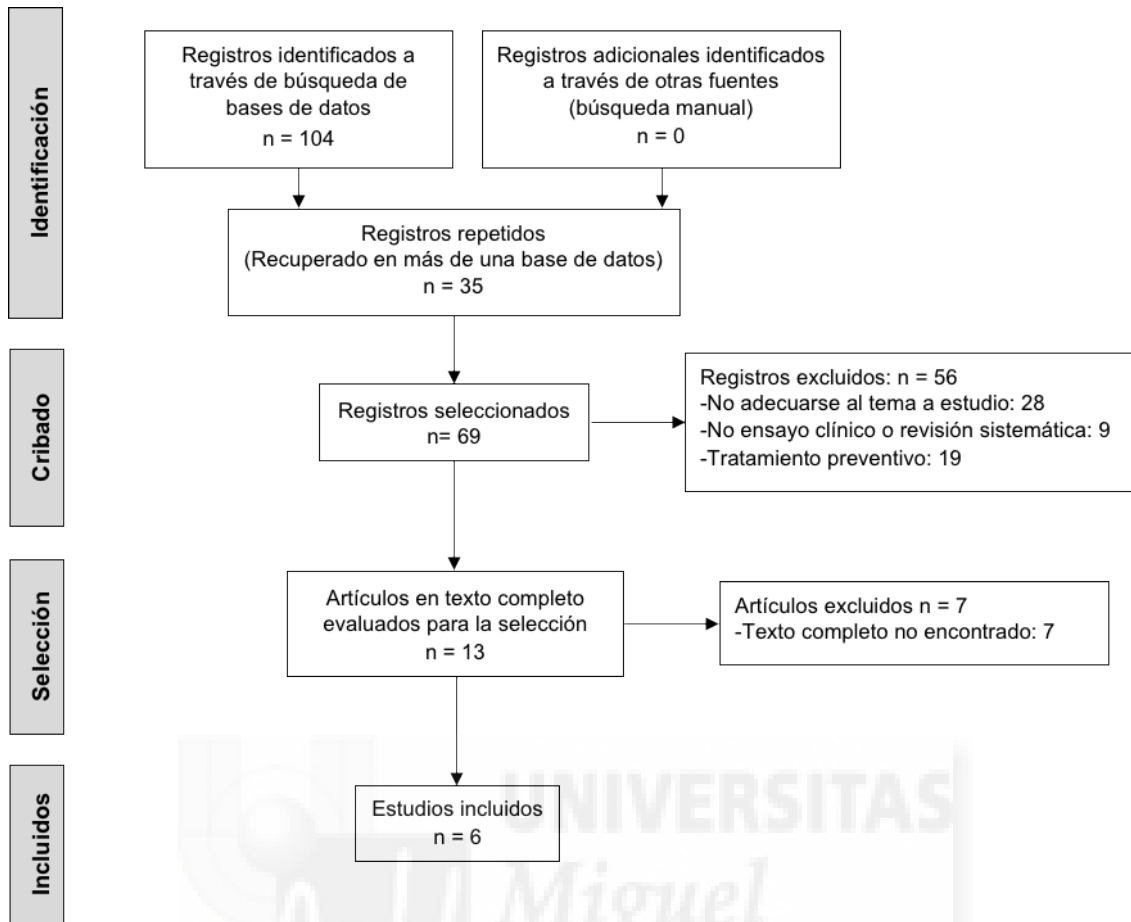 Identificación
Registros identificados a
través de búsqueda de
bases de datos
n = 104
Registros adicionales identificados
a través de otras fuentes
(búsqueda manual)
n = 0
Registros repetidos
(Recuperado en más de una base de datos)
n = 35
Cribado
Registros seleccionados
n= 69
Registros excluidos: n = 56
-No adecuarse al tema a estudio: 28
-No ensayo clínico o revisión sistemática: 9
-Tratamiento preventivo: 19
Selección
Artículos en texto completo
evaluados para la selección
n = 13
Artículos excluidos n = 7
-Texto completo no encontrado: 7
Incluidos
Estudios incluidos
n = 6
UNIVERSITAS
Miguel